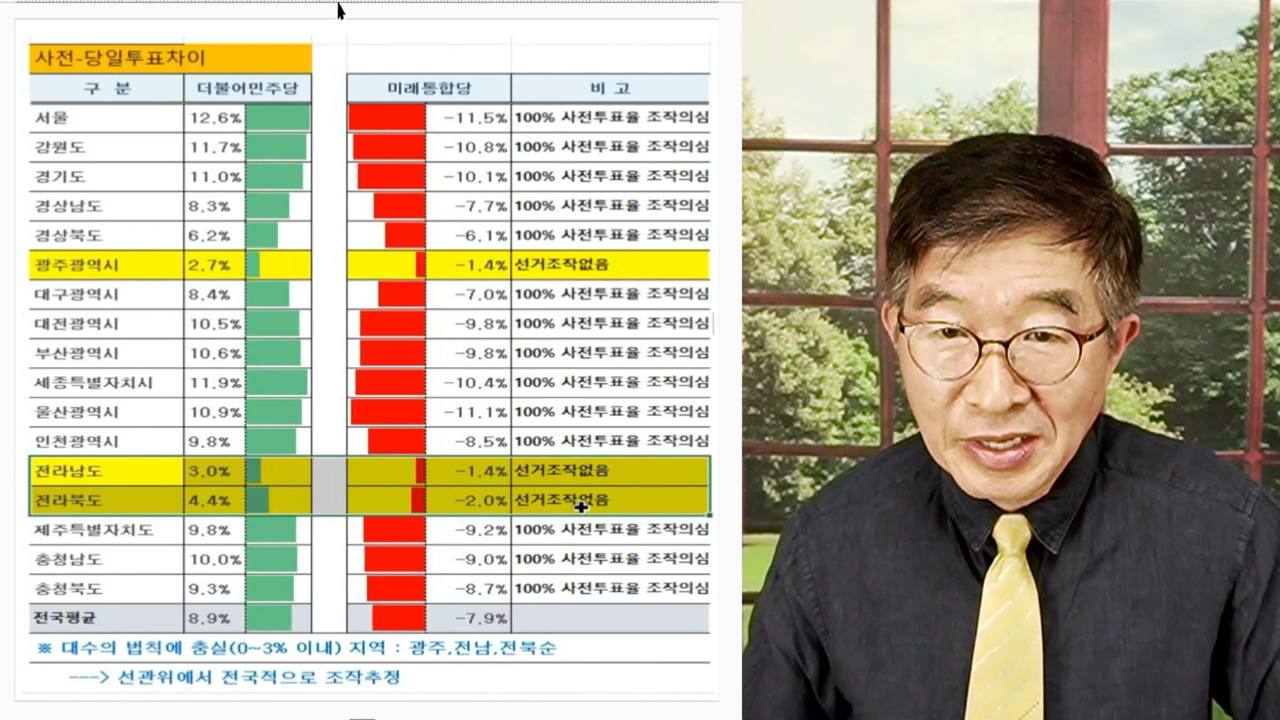 사전-당일투표차이
구 분 더불어민주당 미래통합당 비 고
서울 12.6% -11.5% 100% 사전투표율 조작의심
강원도 11.7% -10.8% 100% 사전투표율 조작의심
경기도 11.0% -10.1% 100% 사전투표율 조작의심
경상남도 8.3% -7.7% 100% 사전투표율 조작의심
경상북도 6.2% -6.1% 100% 사전투표율 조작의심
광주광역시 2.7% -1.4% 선거조작없음
대구광역시 8.4% -7.0% 100% 사전투표율 조작의심
대전광역시 10.5% -9.8% 100% 사전투표율 조작의심
부산광역시 10.6% -9.8% 100% 사전투표율 조작의심
세종특별자치시 11.9% -10.4% 100% 사전투표율 조작의심
울산광역시 10.9% -11.1% 100% 사전투표율 조작의심
인천광역시 9.8% -8.5% 100% 사전투표율 조작의심
전라남도 3.0% -1.4% 선거조작없음
전라북도 4.4% -2.0% 선거조작없음
제주특별자치도 9.8% -9.2% 100% 사전투표율 조작의심
충청남도 10.0% -9.0% 100% 사전투표율 조작의심
충청북도 9.3% -8.7% 100% 사전투표율 조작의심
전국평균 8.9% -7.9%
※ 대수의 법칙에 충실(0~3% 이내) 지역 : 광주,전남,전북순
---> 선관위에서 전국적으로 조작추정